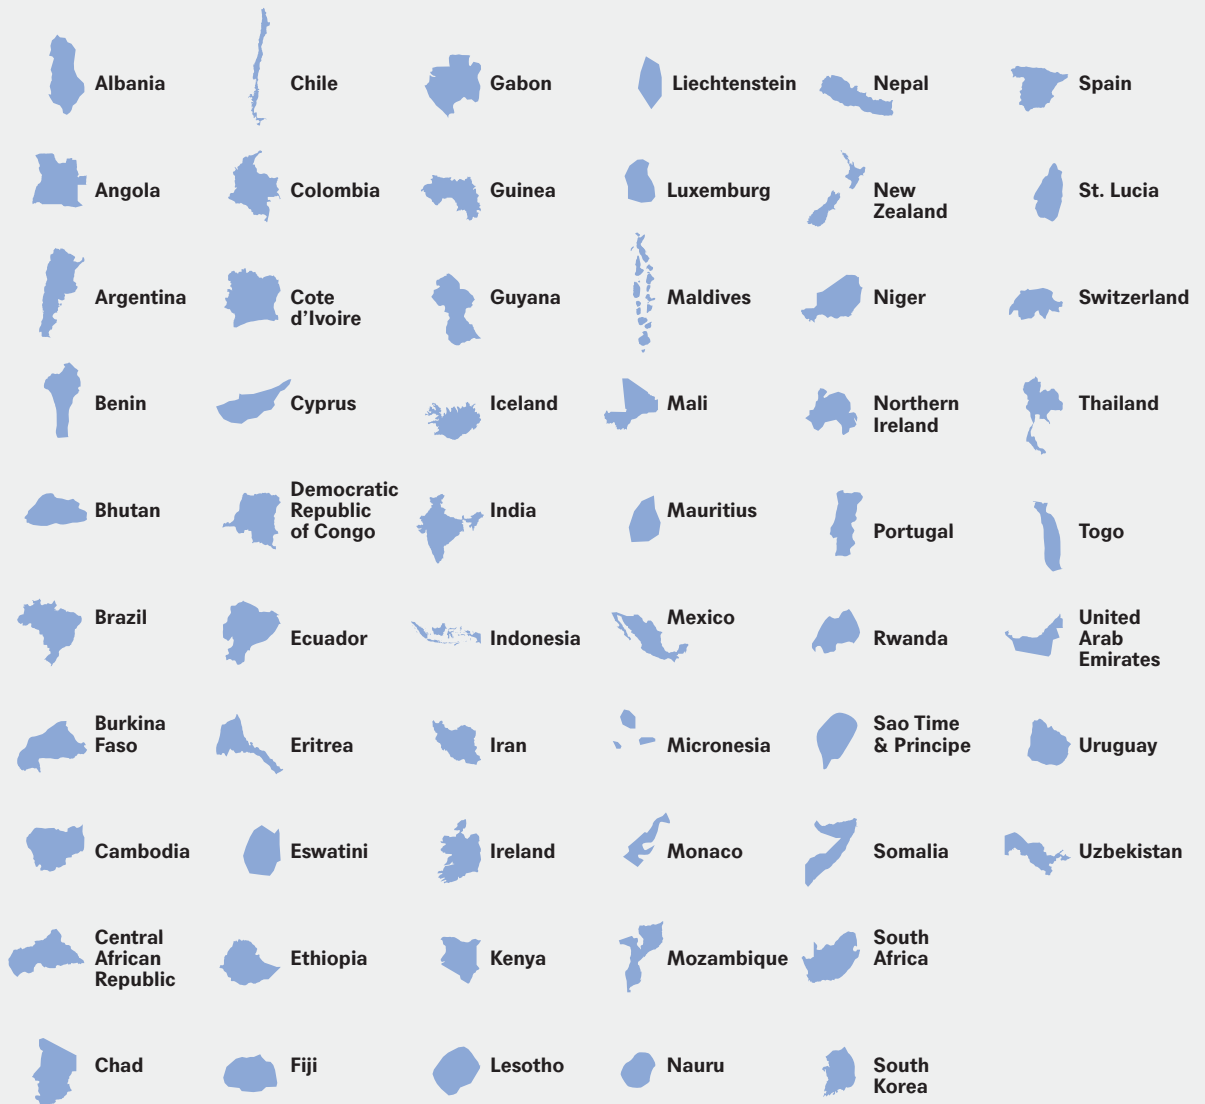 Albania
Angola
Argentina
Benin
Bhutan
Brazil
Burkina
Faso
Cambodia
Central
African
Republic
Chad
Chile
Colombia
Cote
d'Ivoire
Cyprus
Democratic
Republic
of Congo
Ecuador
Eritrea
Eswatini
Ethiopia
Fiji
Gabon
Guinea
Guyana
Iceland
India
Indonesia
Iran
Ireland
Kenya
Lesotho
Liechtenstein
Luxemburg
Maldives
Mali
Mauritius
Mexico
Micronesia
Monaco
Mozambique
Nauru
Nepal
New
Zealand
Niger
Northern
Ireland
Portugal
Rwanda
Sao Time
& Principe
Somalia
South
Africa
South
Korea
Spain
St. Lucia
Switzerland
Thailand
Togo
United
Arab
Emirates
Uruguay
Uzbekistan